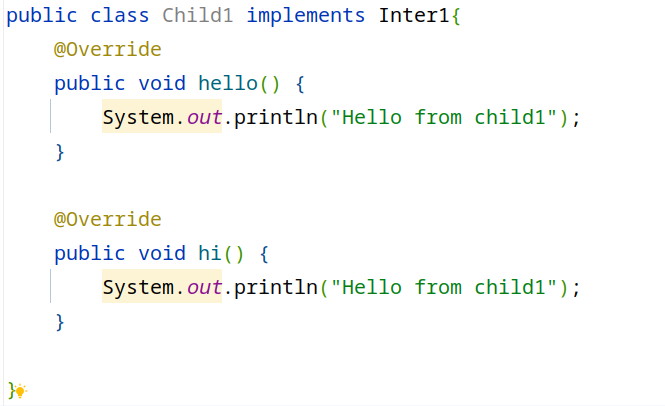 public class Child1 implements Inter1{
    @Override
    public void hello() {
        System.out.println("Hello from child1");
    }

    @Override
    public void hi() {
        System.out.println("Hello from child1");
    }

}